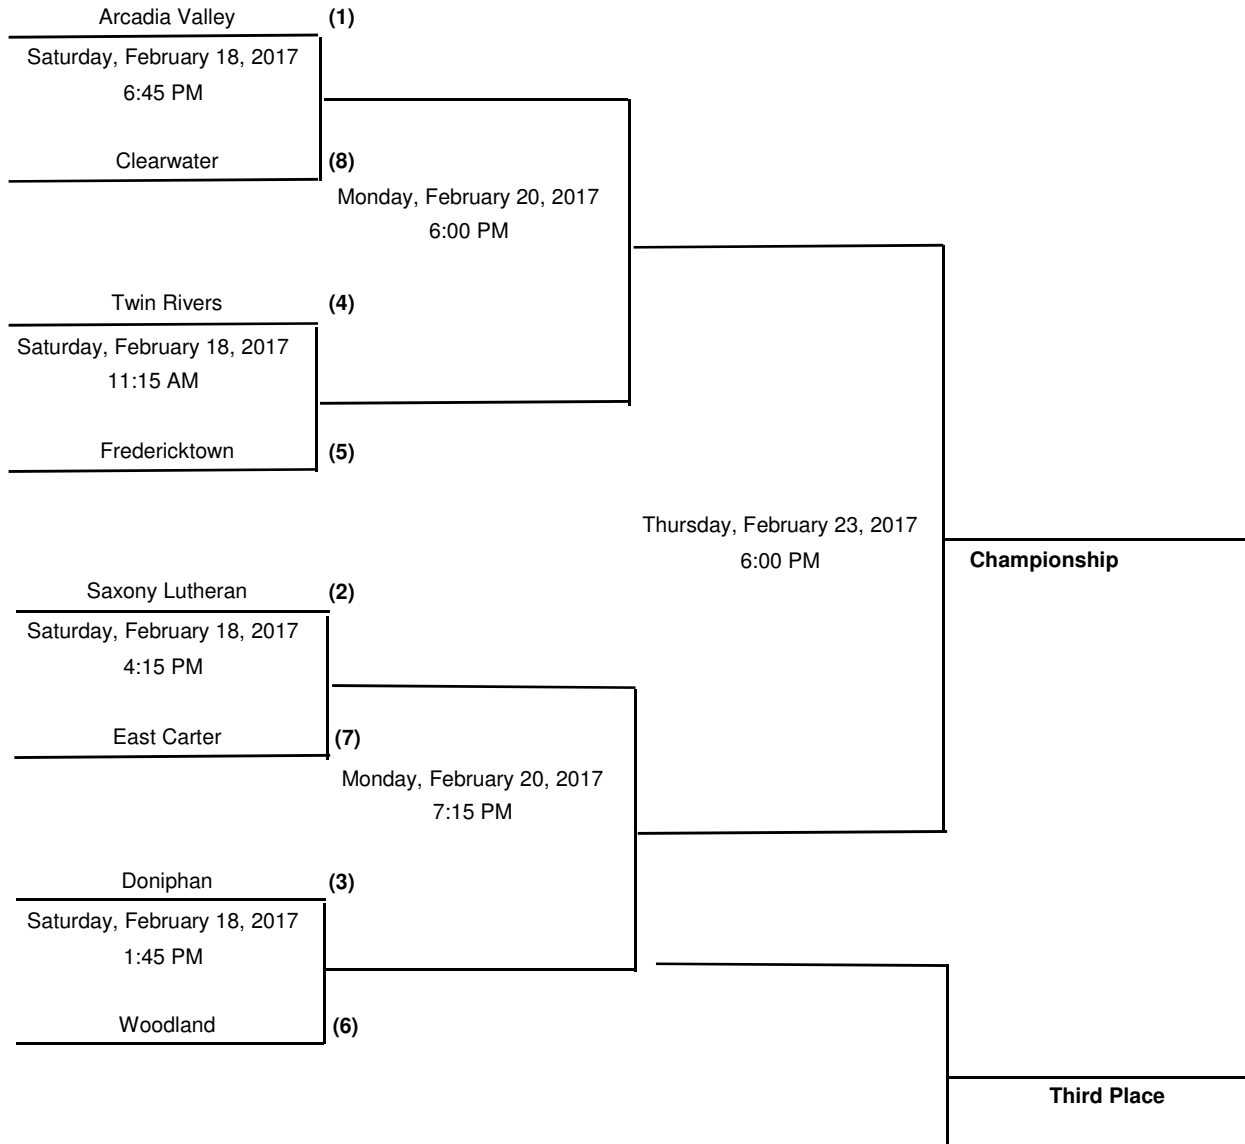 Arcadia Valley (1)
Saturday, February 18, 2017
6:45 PM
Clearwater (8)
Monday, February 20, 2017
6:00 PM
Twin Rivers (4)
Saturday, February 18, 2017
11:15 AM
Fredericktown (5)
Thursday, February 23, 2017
6:00 PM
Championship
Saxony Lutheran (2)
Saturday, February 18, 2017
4:15 PM
East Carter (7)
Monday, February 20, 2017
7:15 PM
Doniphan (3)
Saturday, February 18, 2017
1:45 PM
Woodland (6)
Third Place